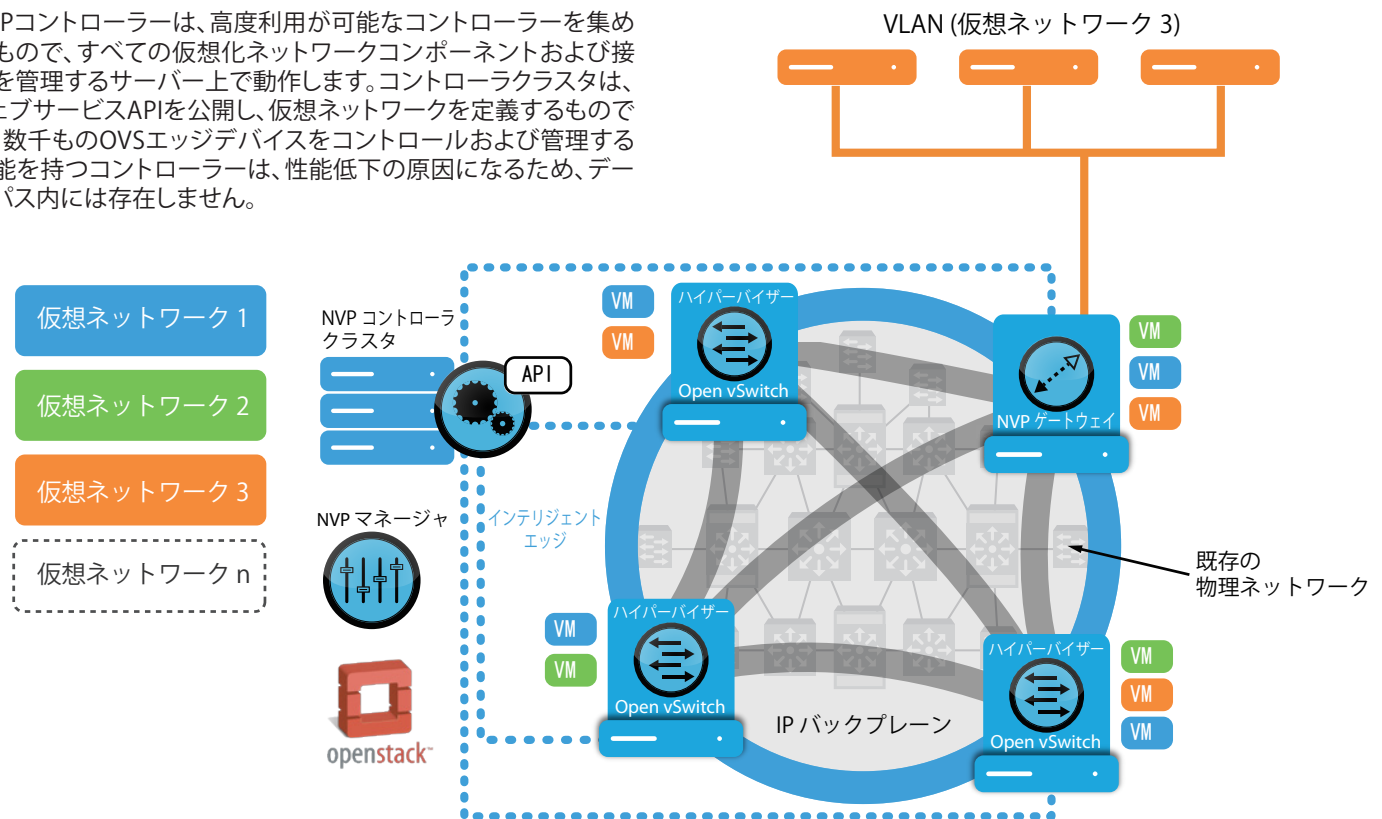 Pコントローラーは、高度利用が可能なコントローラーを集め
もので、すべての仮想化ネットワークコンポーネントおよび接
を管理するサーバー上で動作します。コントローラクラスタは、
ェブサービスAPIを公開し、仮想ネットワークを定義するもので
数千ものOVSエッジデバイスをコントロールおよび管理する
能を持つコントローラーは、性能低下の原因になるため、デー
パス内には存在しません。
VLAN (仮想ネットワーク 3)
仮想ネットワーク 1
仮想ネットワーク 2
仮想ネットワーク 3
仮想ネットワーク n
NVP コントローラ
クラスタ
API
NVP マネージャ
openstack™
インテリジェント
エッジ
VM
VM
ハイパーバイザー
Open vSwitch
NVP ゲートウェイ
VM
VM
VM
既存の
物理ネットワーク
VM
VM
ハイパーバイザー
Open vSwitch
IP バックプレーン
ハイパーバイザー
Open vSwitch
VM
VM
VM